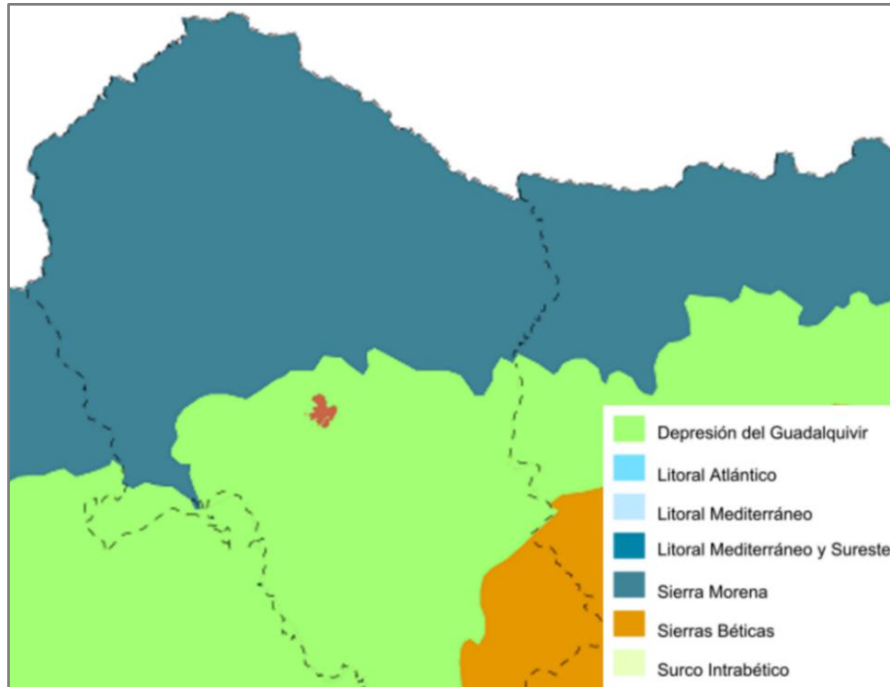 Depresión del Guadalquivir
Litoral Atlántico
Litoral Mediterráneo
Litoral Mediterráneo y Sureste
Sierra Morena
Sierras Béticas
Surco Intrabético